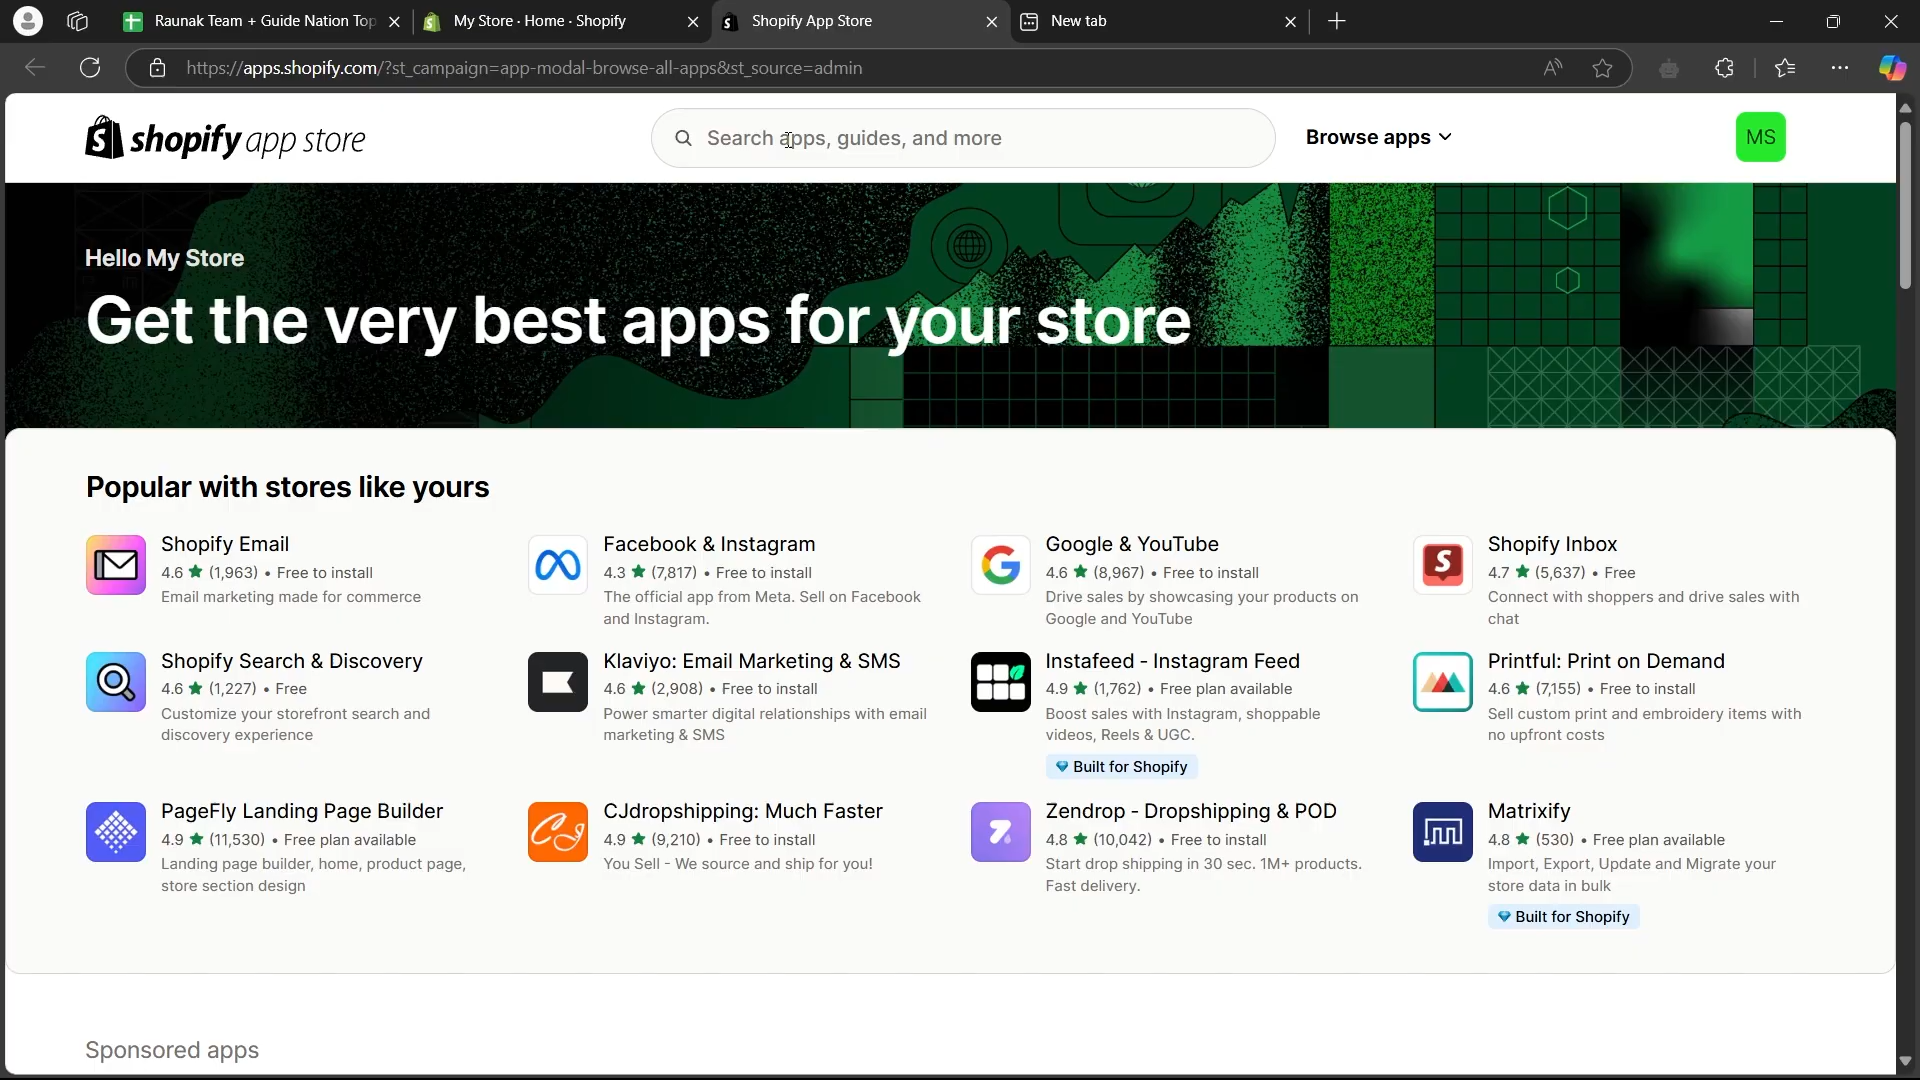 Raunak Team + Guide Nation Top
My Store · Home · Shopify
Shopify App Store
New tab
https://apps.shopify.com/?st_campaign=app-modal-browse-all-apps&st_source=admin
shopify app store
Search apps, guides, and more
Browse apps
MS
Hello My Store
Get the very best apps for your store
Popular with stores like yours
Shopify Email
4.6 ★ (1,963) • Free to install
Email marketing made for commerce
Facebook & Instagram
4.3 ★ (7,817) • Free to install
The official app from Meta. Sell on Facebook
and Instagram.
Google & YouTube
4.6 ★ (8,967) • Free to install
Drive sales by showcasing your products on
Google and YouTube
Shopify Inbox
4.7 ★ (5,637) • Free
Connect with shoppers and drive sales with
chat
Shopify Search & Discovery
4.6 ★ (1,227) • Free
Customize your storefront search and
discovery experience
Klaviyo: Email Marketing & SMS
4.6 ★ (2,908) • Free to install
Power smarter digital relationships with email
marketing & SMS
Instafeed - Instagram Feed
4.9 ★ (1,762) • Free plan available
Boost sales with Instagram, shoppable
videos, Reels & UGC.
Built for Shopify
Printful: Print on Demand
4.6 ★ (7,155) • Free to install
Sell custom print and embroidery items with
no upfront costs
PageFly Landing Page Builder
4.9 ★ (11,530) • Free plan available
Landing page builder, home, product page,
store section design
CJdropshipping: Much Faster
4.9 ★ (9,210) • Free to install
You Sell - We source and ship for you!
Zendrop - Dropshipping & POD
4.8 ★ (10,042) • Free to install
Start drop shipping in 30 sec. 1M+ products.
Fast delivery.
Matrixify
4.8 ★ (530) • Free plan available
Import, Export, Update and Migrate your
store data in bulk
Built for Shopify
Sponsored apps